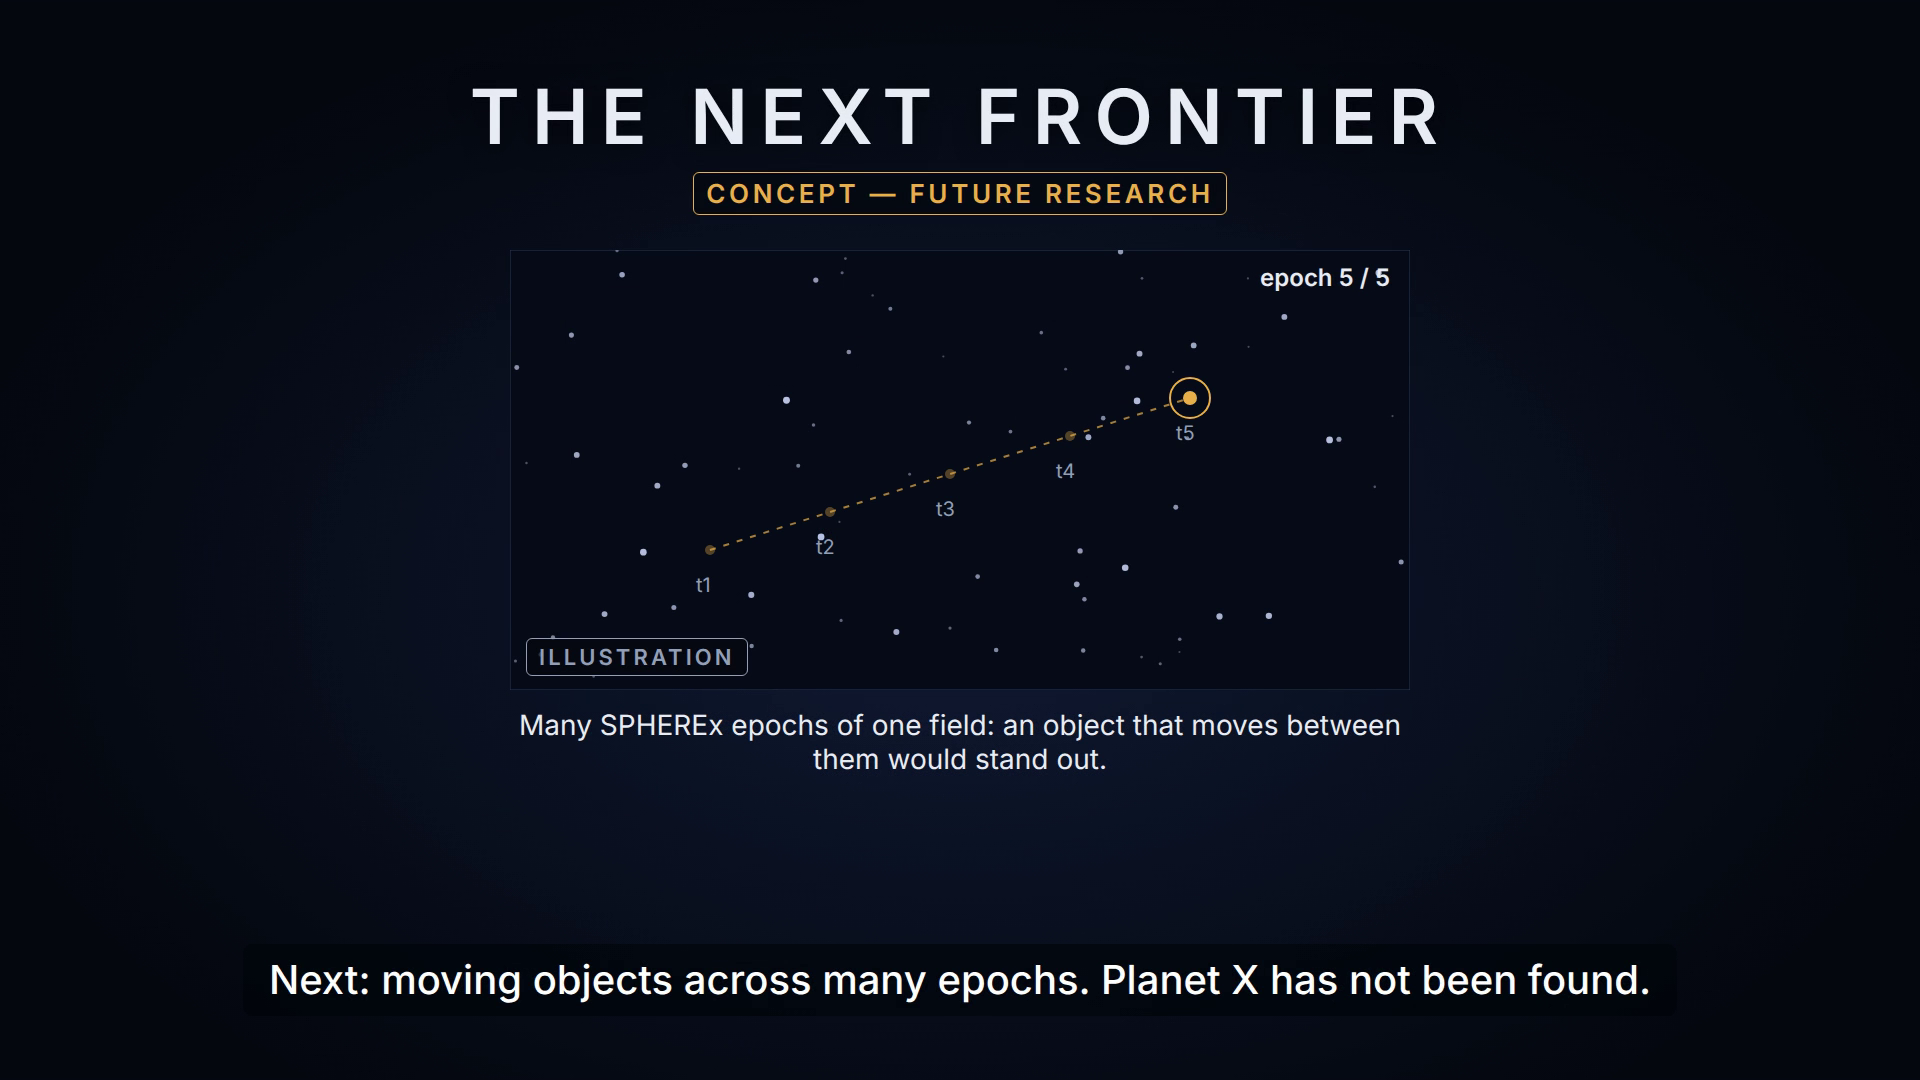 THE NEXT FRONTIER
CONCEPT — FUTURE RESEARCH
epoch 5 / 5
t5
t4
t3
t2
t1
ILLUSTRATION
Many SPHEREx epochs of one field: an object that moves between
them would stand out.
Next: moving objects across many epochs. Planet X has not been found.